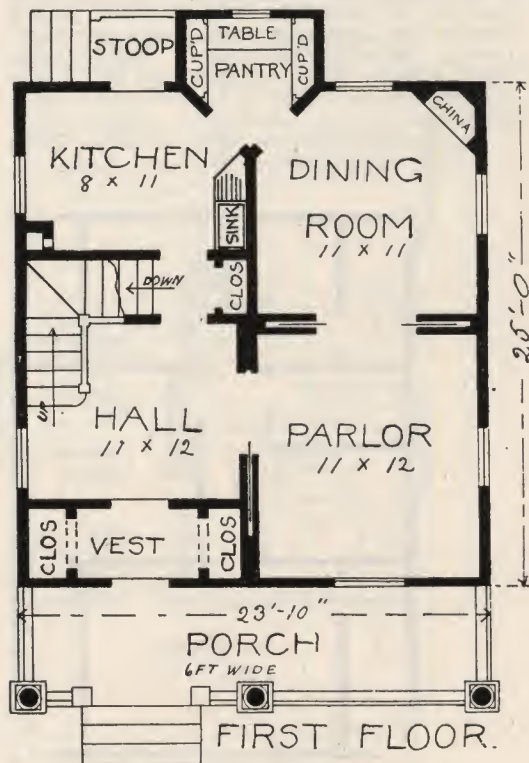 STOOP
CUP'D
TABLE
PANTRY
CUP'D
CHINA
KITCHEN
8 x 11
DINING
ROOM
11 x 11
SINK
DOWN
CLOS
25'-0"
UP
HALL
11 x 12
PARLOR
11 x 12
CLOS
VEST
CLOS
23'-10"
PORCH
6FT WIDE
FIRST FLOOR.